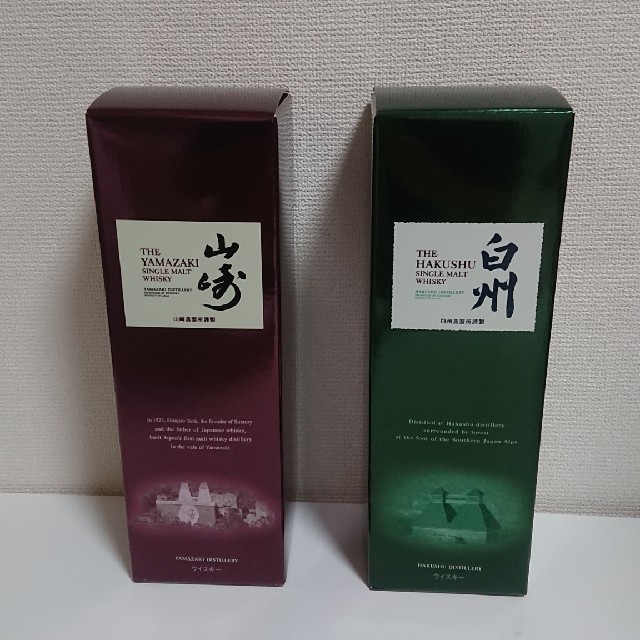 THE
YAMAZAKI
SINGLE MALT
WHISKY
YAMAZAKI DISTILLERY
山崎
山崎蒸溜所謹製
In 1923, Shinjiro Torii, the founder of Suntory
and the father of Japanese whisky,
built Japan's first malt whisky distillery
in the vale of Yamazaki
YAMAZAKI DISTILLERY
ウイスキー
THE
HAKUSHU
SINGLE MALT
WHISKY
HAKUSHU DISTILLERY
白州
白州蒸溜所謹製
Distilled at Hakushu distillery
surrounded by forest
at the foot of the Southern Japan Alps
HAKUSHU DISTILLERY
ウイスキー